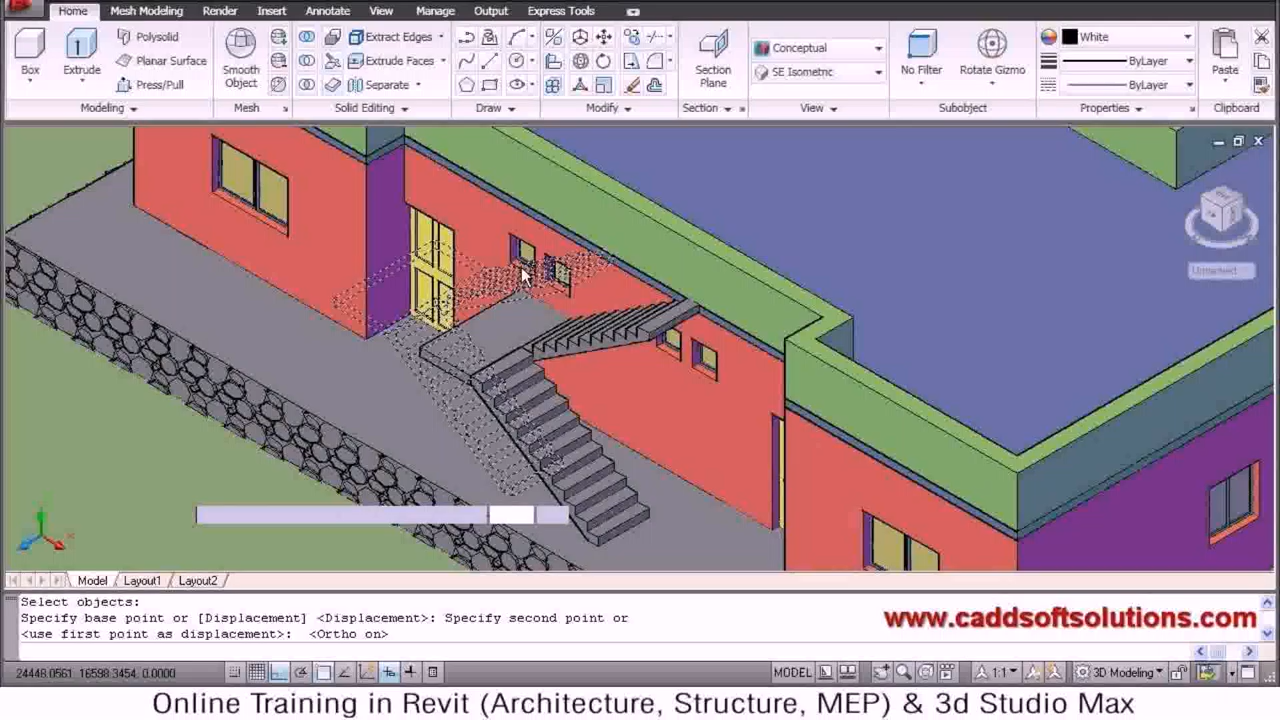 Home Mesh Modeling Render Insert Annotate View Manage Output Express Tools
Box
Extrude
Polysolid
Planar Surface
Press/Pull
Modeling
Smooth Object
Mesh
Extract Edges
Extrude Faces
Separate
Solid Editing
Draw
Modify
Section Plane
Section
Conceptual
SE Isometric
View
No Filter
Rotate Gizmo
Subobject
White
ByLayer
ByLayer
Properties
Paste
Clipboard
Unnamed
Model Layout1 Layout2
Select objects:
Specify base point or [Displacement] <Displacement>: Specify second point or
<use first point as displacement>: <Ortho on>
www.caddsoftsolutions.com
24448.0561, 16598.3454, 0.0000
MODEL
1:1
3D Modeling
Online Training in Revit (Architecture, Structure, MEP) & 3d Studio Max